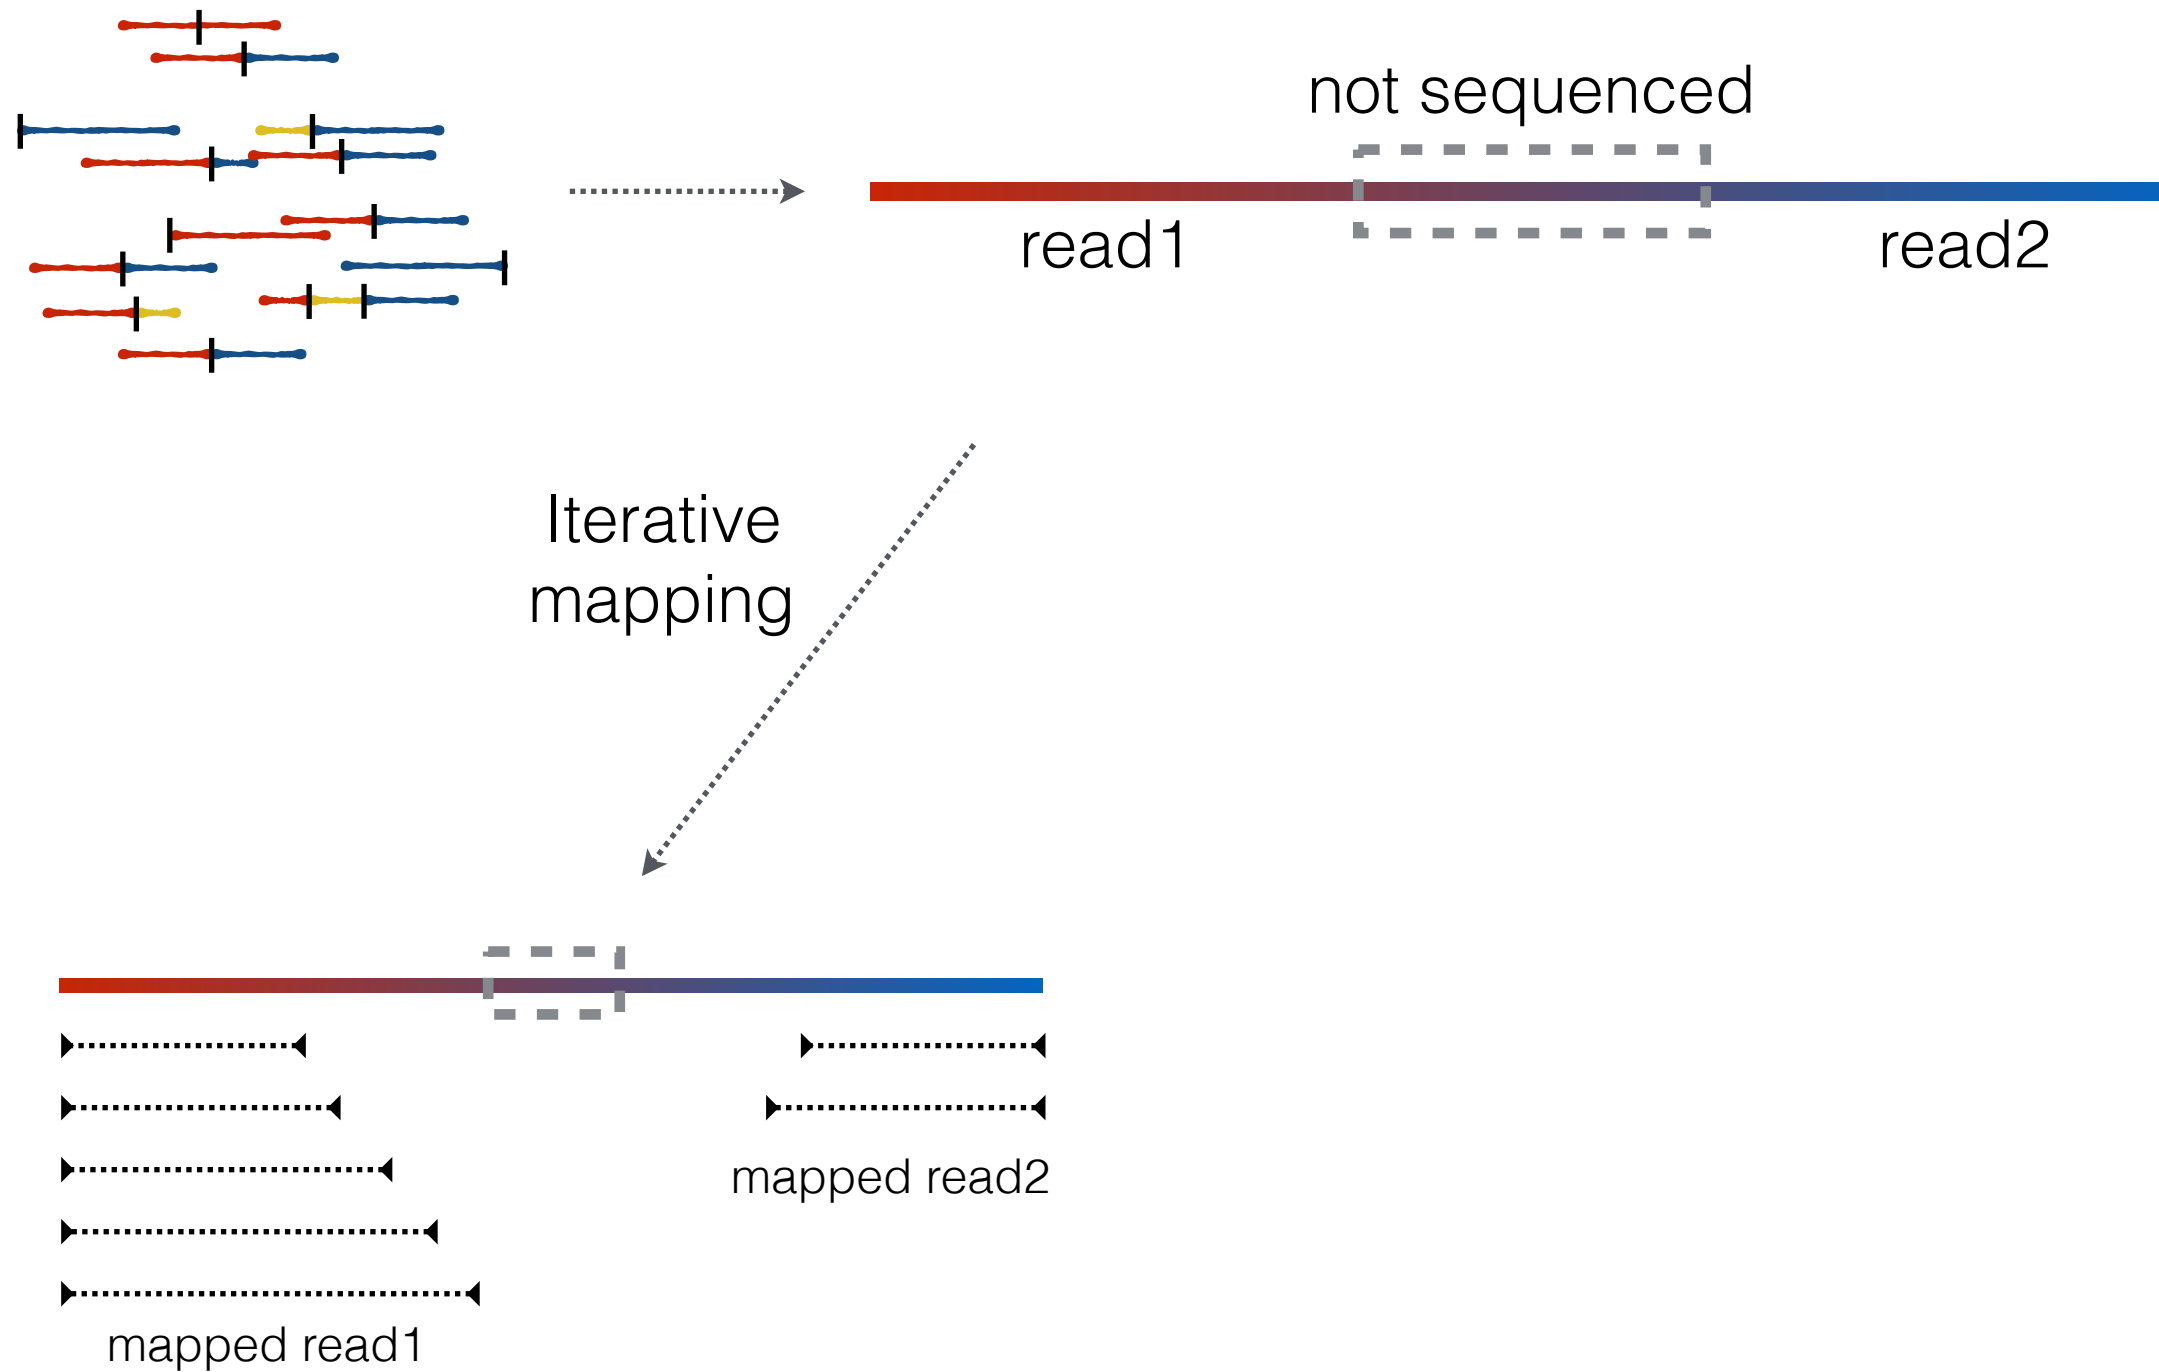 not sequenced
read1
read2
Iterative
mapping
mapped read2
mapped read1